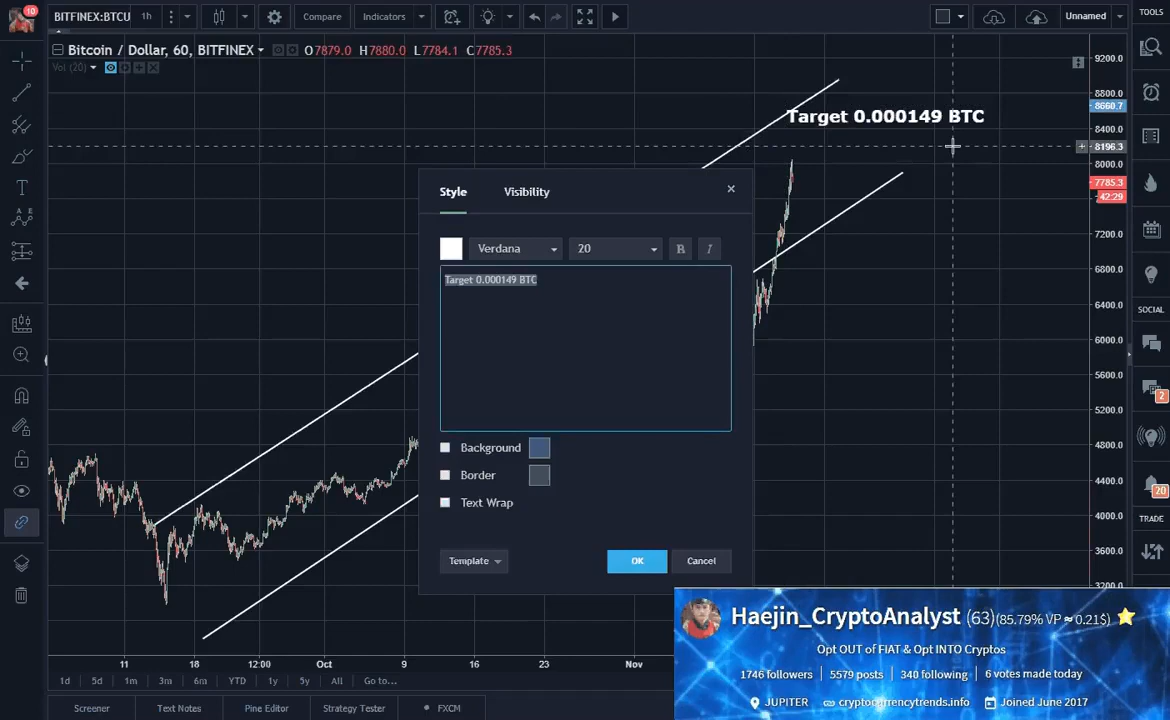 10
BITFINEX:BTCU 1h Compare Indicators Unnamed TOOLS
Bitcoin / Dollar, 60, BITFINEX O7879.0 H7880.0 L7784.1 C7785.3
Vol (20)
9200.0
8800.0
8660.7
Target 0.000149 BTC
8400.0
8196.3
8000.0
7785.3
42:29
Style Visibility
7200.0
Verdana 20 B I
6800.0
Target 0.000149 BTC
6400.0
SOCIAL
6000.0
5600.0
2
5200.0
4800.0
Background
4400.0
Border
20
Text Wrap
4000.0
TRADE
3600.0
Template OK Cancel
3200.0
Haejin_CryptoAnalyst (63)(85.79% VP ≈ 0.21$)
Opt OUT of FIAT & Opt INTO Cryptos
11 18 12:00 Oct 9 16 23 Nov
1746 followers 5579 posts 340 following 6 votes made today
1d 5d 1m 3m 6m YTD 1y 5y All Go to...
JUPITER cryptocurrencytrends.info Joined June 2017
Screener Text Notes Pine Editor Strategy Tester FXCM